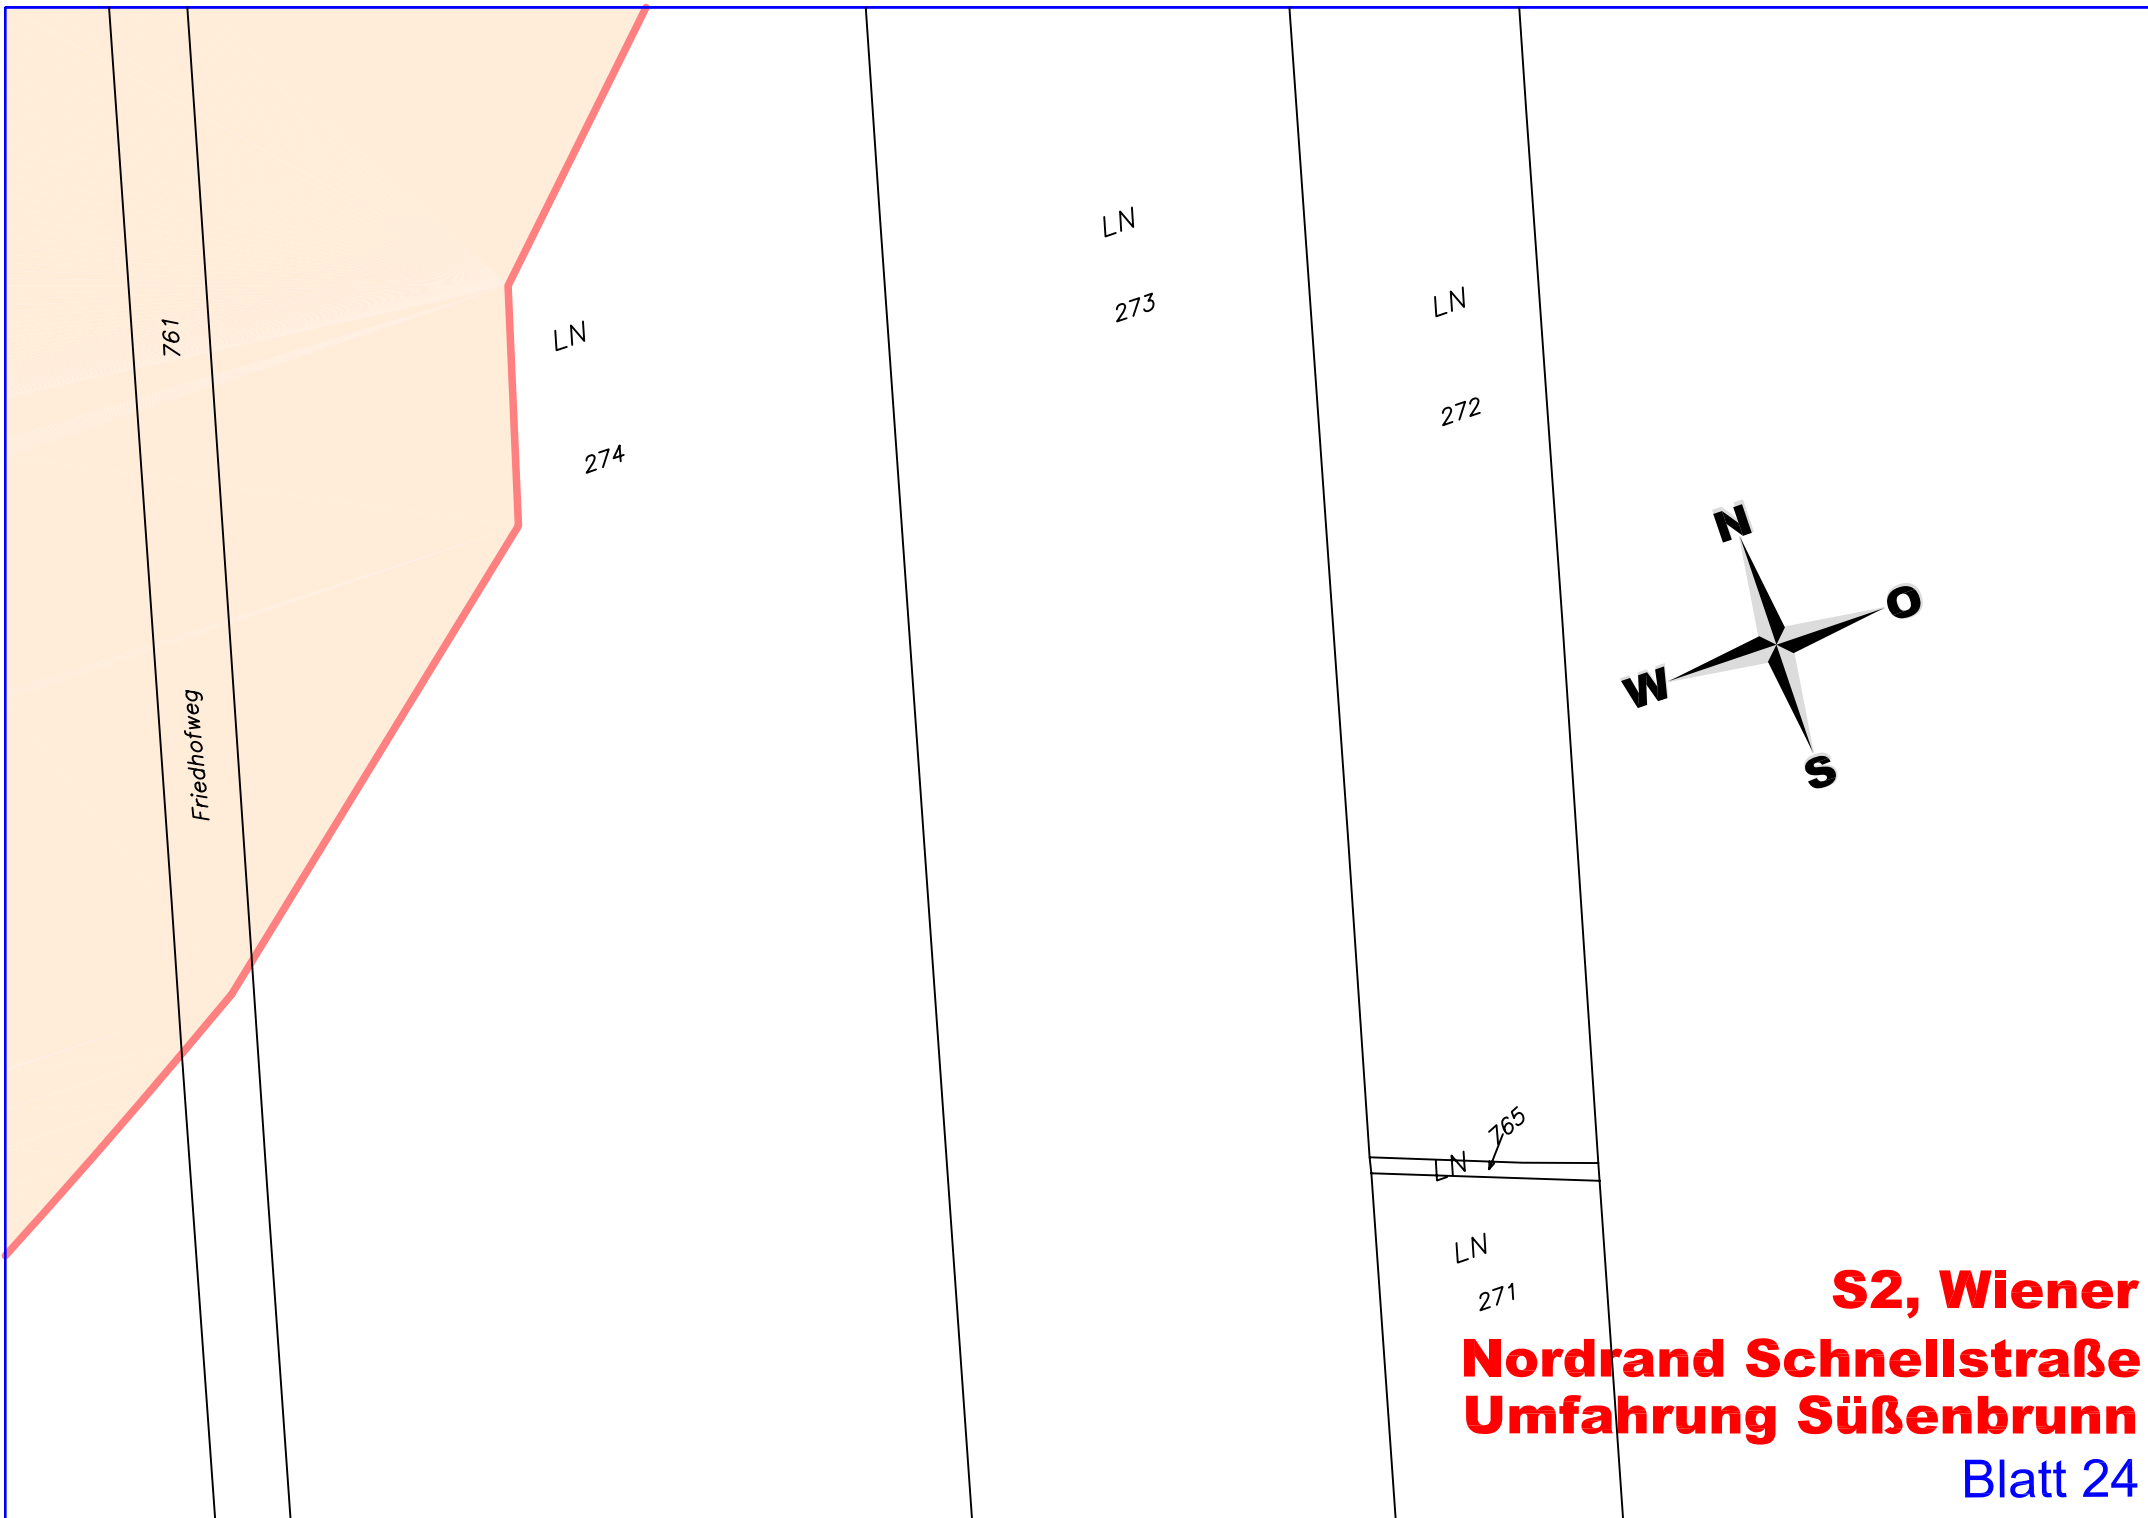 LN
273
LN
761
LN
272
274
N
O
W
Friedhofweg
S
765
LN
LN
271
S2, Wiener
Nordrand Schnellstraße
Umfahrung Süßenbrunn
Blatt 24